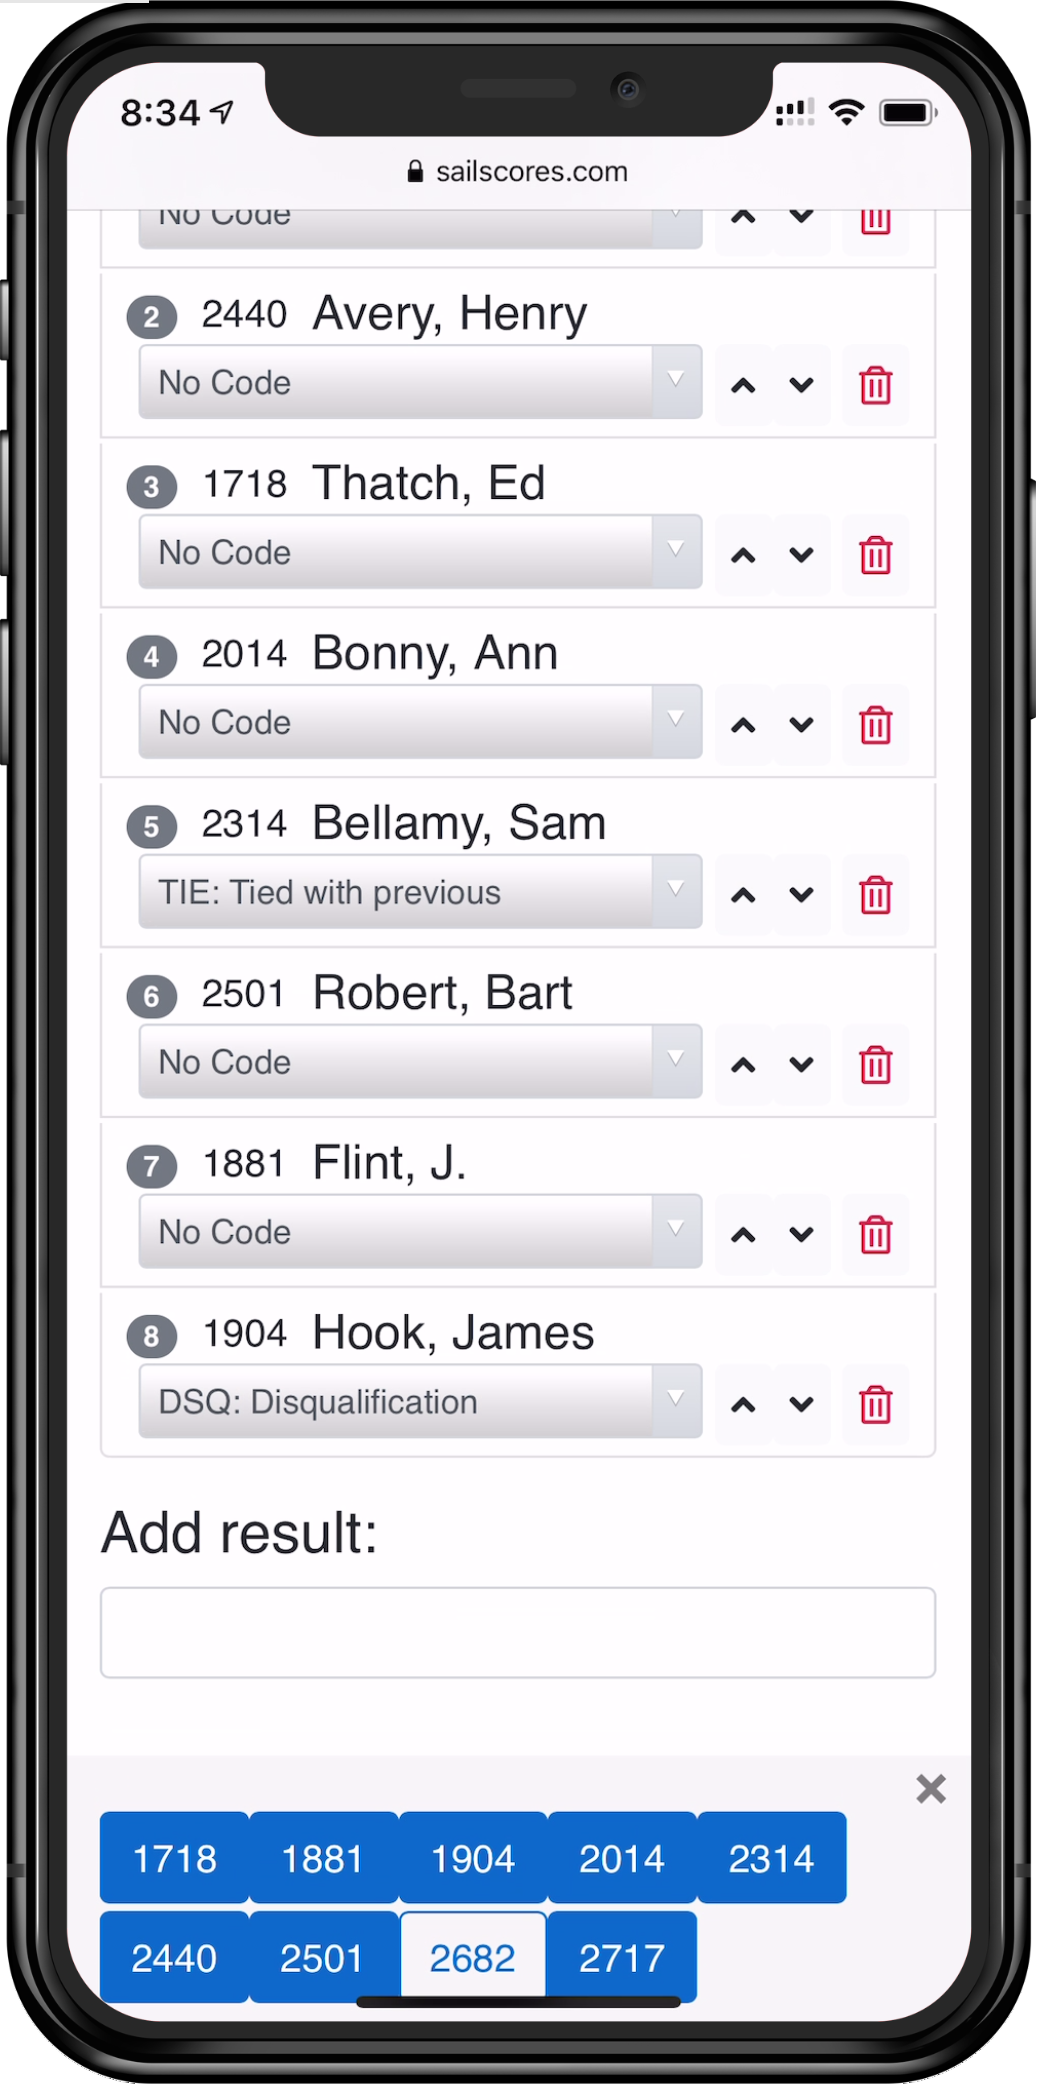 8:34
sailscores.com
No Code
2 2440 Avery, Henry
No Code
3 1718 Thatch, Ed
No Code
4 2014 Bonny, Ann
No Code
5 2314 Bellamy, Sam
TIE: Tied with previous
6 2501 Robert, Bart
No Code
7 1881 Flint, J.
No Code
8 1904 Hook, James
DSQ: Disqualification
Add result:
1718 1881 1904 2014 2314
2440 2501 2682 2717